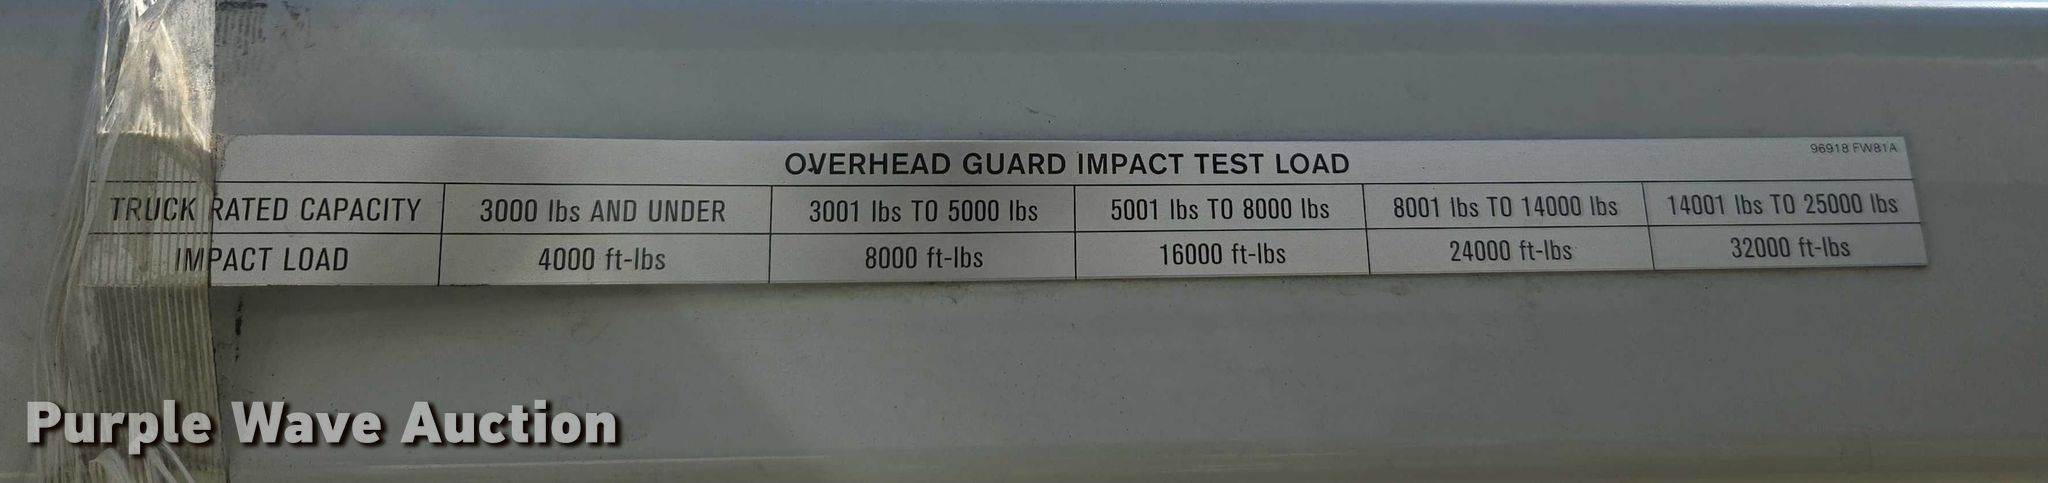 OVERHEAD GUARD IMPACT TEST LOAD
96918 FW81A
TRUCK RATED CAPACITY 3000 lbs AND UNDER 3001 lbs TO 5000 lbs 5001 lbs TO 8000 lbs 8001 lbs TO 14000 lbs 14001 lbs TO 25000 lbs
IMPACT LOAD 4000 ft-lbs 8000 ft-lbs 16000 ft-lbs 24000 ft-lbs 32000 ft-lbs
Purple Wave Auction